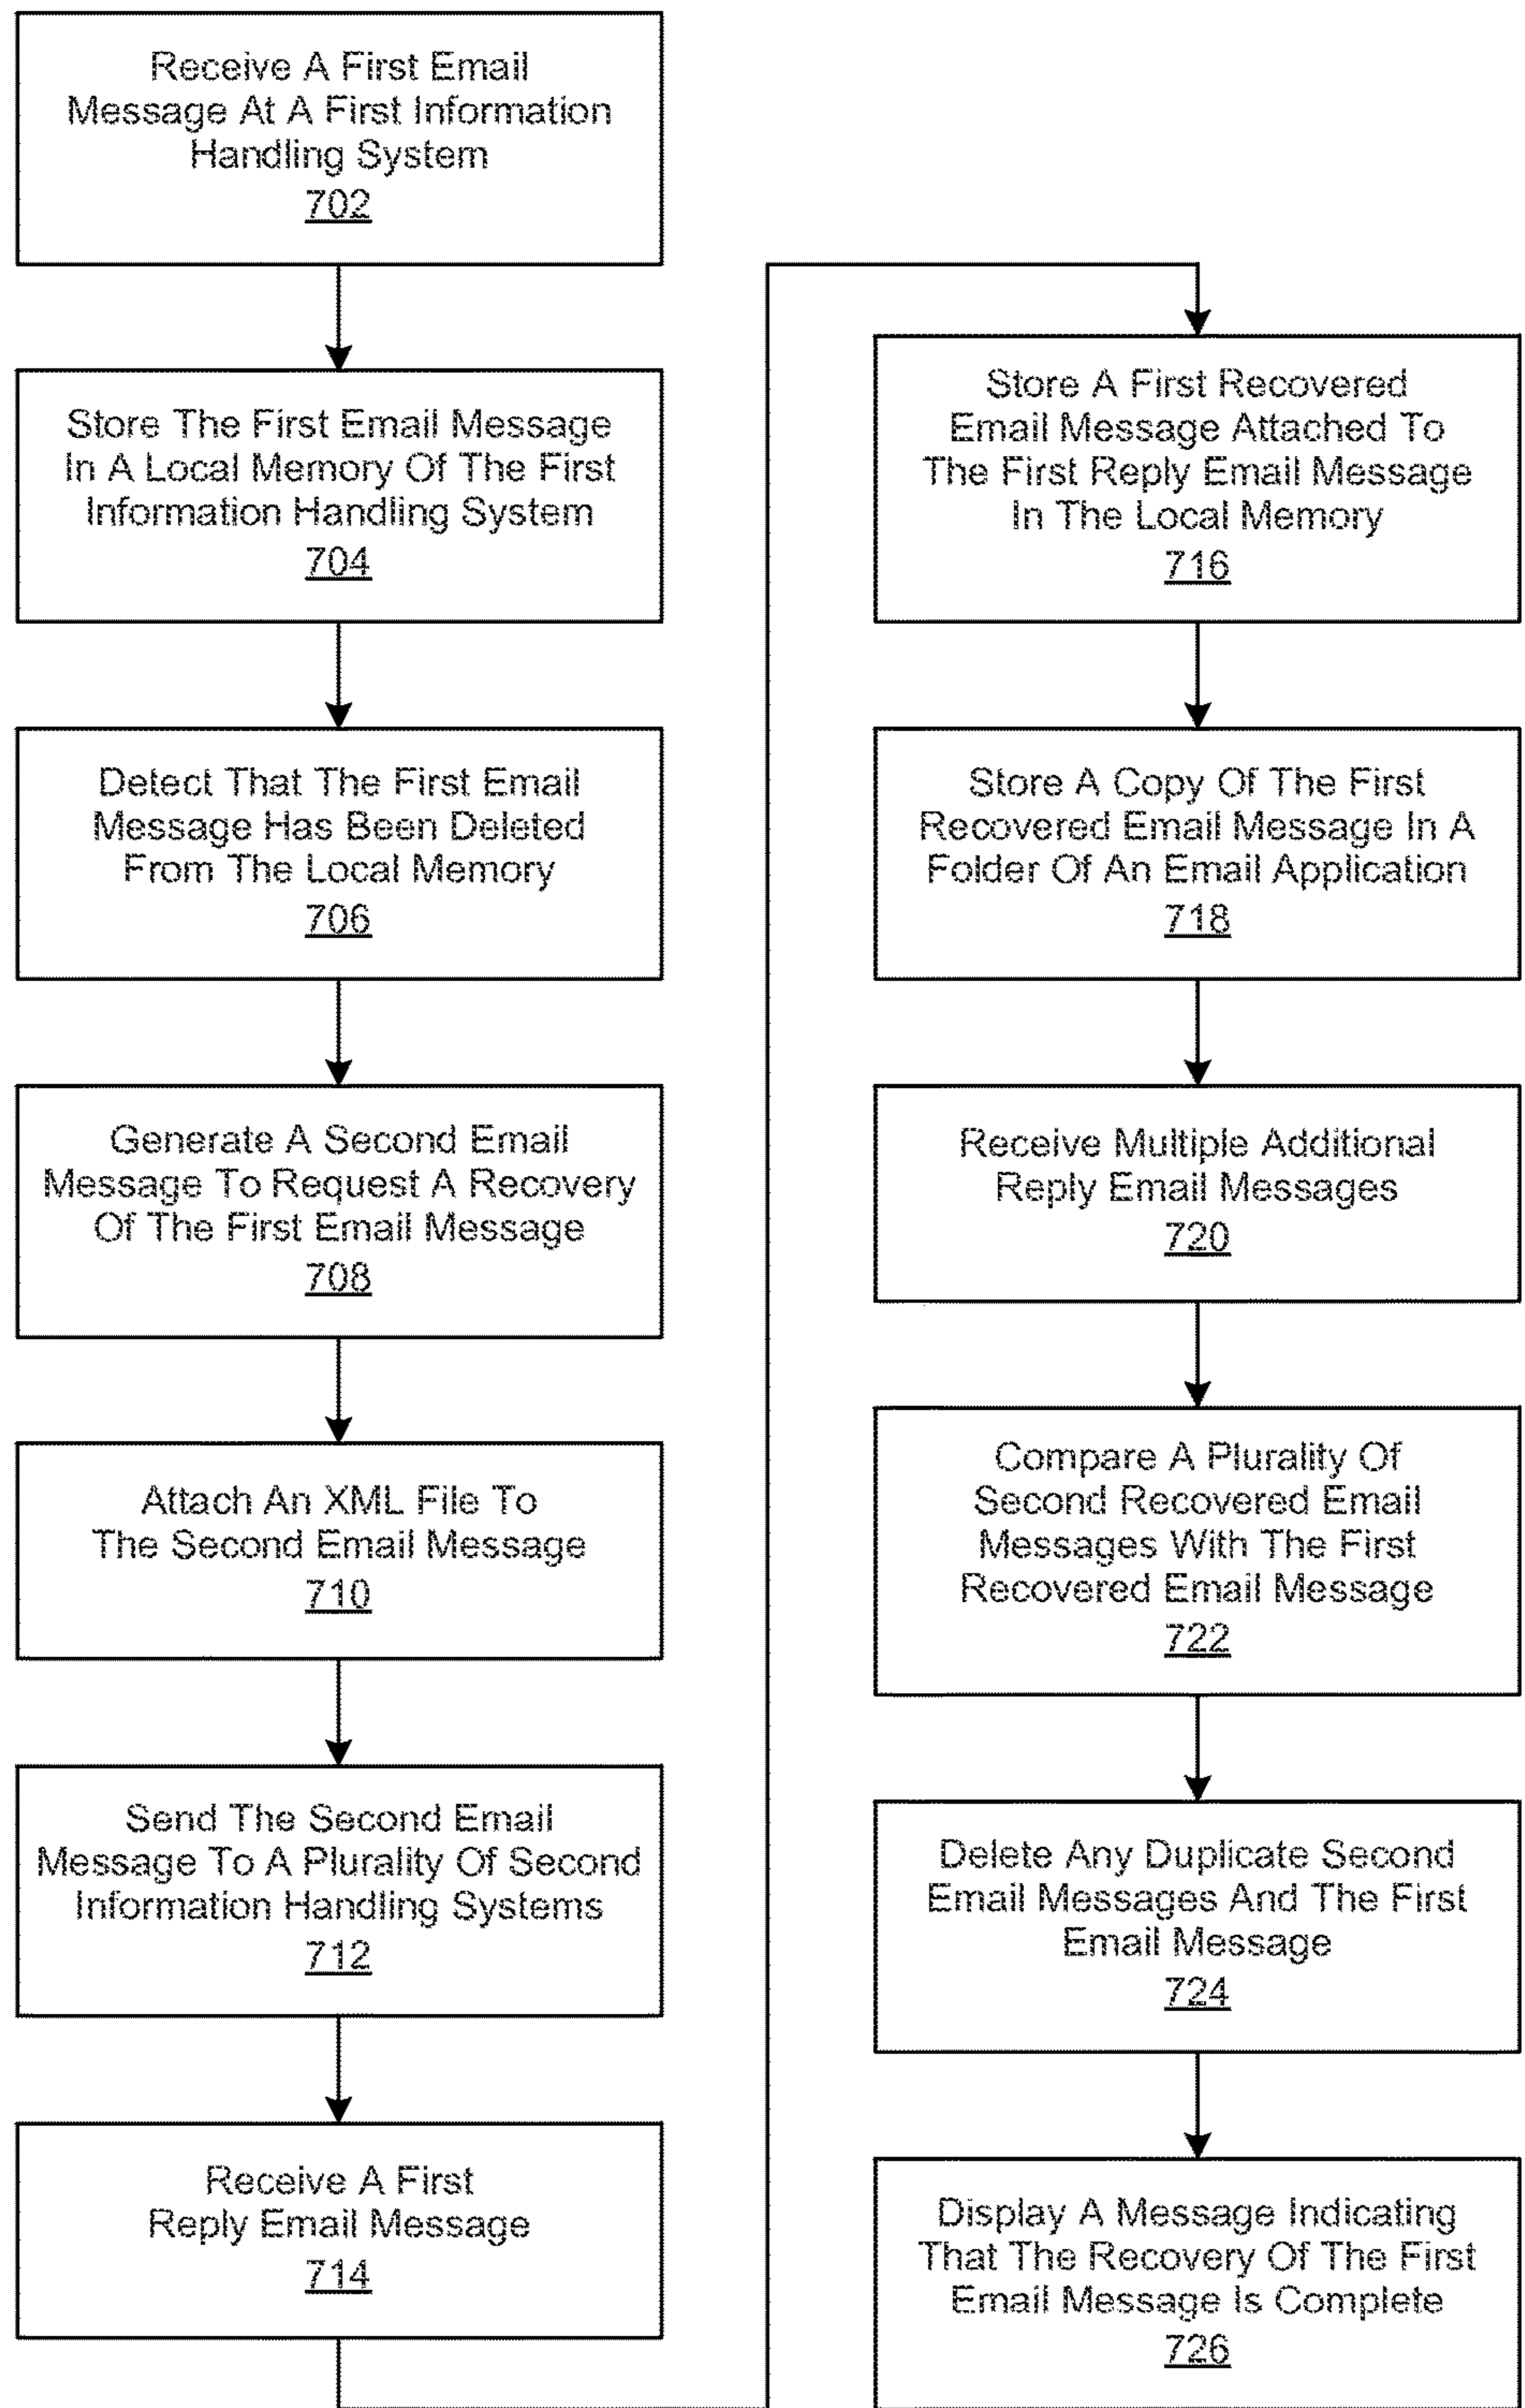 Receive A First Email
Message At A First Information
Handling System
702
Store The First Email Message
In A Local Memory Of The First
Information Handling System
704
Detect That The First Email
Message Has Been Deleted
From The Local Memory
706
Generate A Second Email
Message To Request A Recovery
Of The First Email Message
708
Attach An XML File To
The Second Email Message
710
Send The Second Email
Message To A Plurality Of Second
Information Handling Systems
712
Receive A First
Reply Email Message
714
Store A First Recovered
Email Message Attached To
The First Reply Email Message
In The Local Memory
716
Store A Copy Of The First
Recovered Email Message In A
Folder Of An Email Application
718
Receive Multiple Additional
Reply Email Messages
720
Compare A Plurality Of
Second Recovered Email
Messages With The First
Recovered Email Message
722
Delete Any Duplicate Second
Email Messages And The First
Email Message
724
Display A Message Indicating
That The Recovery Of The First
Email Message Is Complete
726